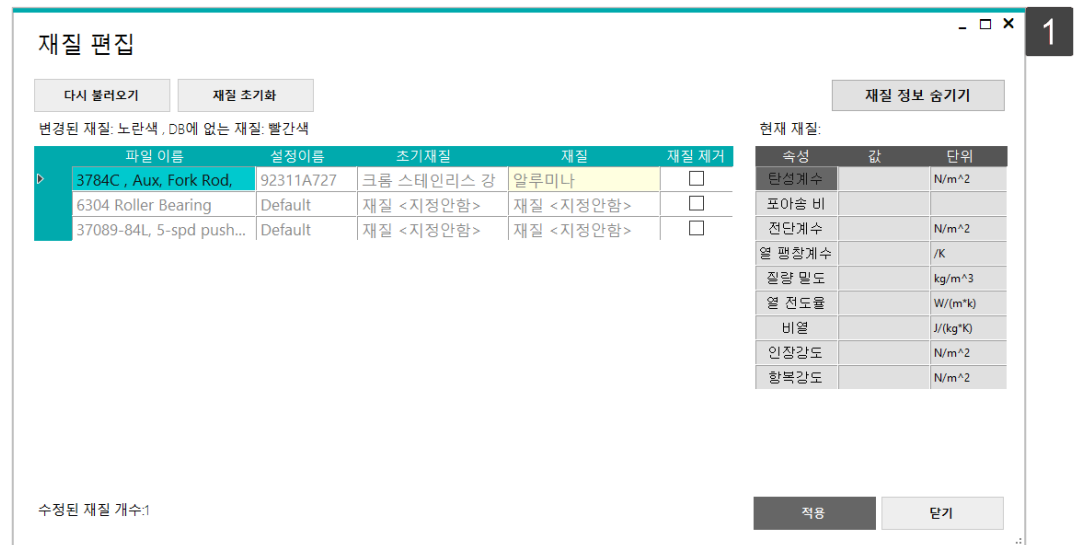 1
재질 편집
다시 불러오기 재질 초기화 재질 정보 숨기기
변경된 재질: 노란색 , DB에 없는 재질: 빨간색 현재 재질:
파일 이름 설정이름 초기재질 재질 재질 제거 속성 값 단위
3784C , Aux, Fork Rod, 92311A727 크롬 스테인리스 강 알루미나 탄성계수 N/m^2
6304 Roller Bearing Default 재질 <지정안함> 재질 <지정안함> 포아송 비
37089-84L, 5-spd push... Default 재질 <지정안함> 재질 <지정안함> 전단계수 N/m^2
열 팽창계수 /K
질량 밀도 kg/m^3
열 전도율 W/(m*k)
비열 J/(kg*K)
인장강도 N/m^2
항복강도 N/m^2
수정된 재질 개수:1 적용 닫기